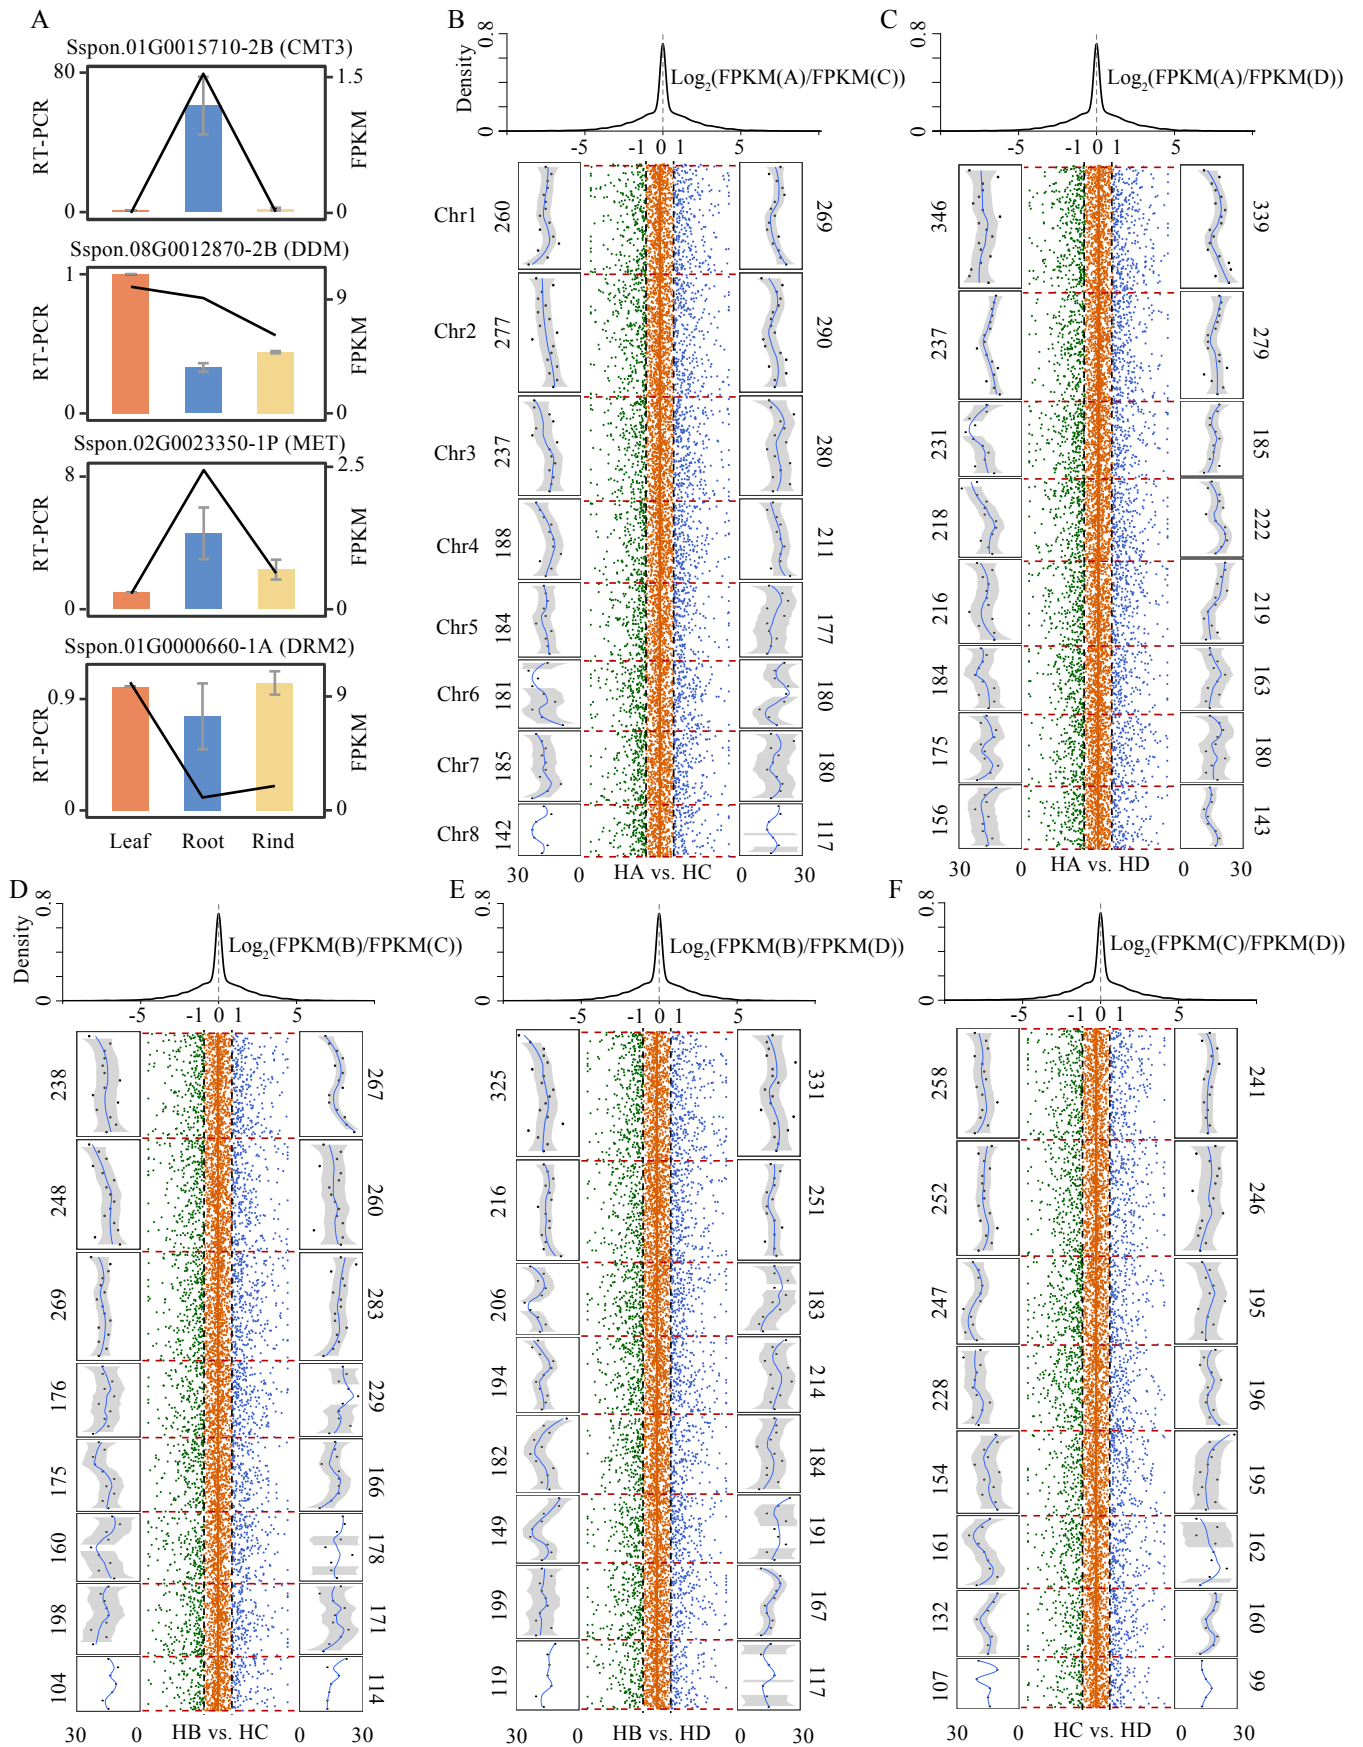 A
Sspon.01G0015710-2B (CMT3)
80
0
RT-PCR
1.5
0
FPKM
Sspon.08G0012870-2B (DDM)
1
0
RT-PCR
9
0
FPKM
Sspon.02G0023350-1P (MET)
8
0
RT-PCR
2.5
0
FPKM
Sspon.01G0000660-1A (DRM2)
0.9
0
RT-PCR
9
0
FPKM
Leaf Root Rind
B
0.8
0
Density
Log2(FPKM(A)/FPKM(C))
-5 -1 0 1 5
Chr1 260 269
Chr2 277 290
Chr3 237 280
Chr4 188 211
Chr5 184 177
Chr6 181 180
Chr7 185 180
Chr8 142 117
30 0 HA vs. HC 0 30
C
0.8
0
Log2(FPKM(A)/FPKM(D))
-5 -1 0 1 5
346 339
237 279
231 185
218 222
216 219
184 163
175 180
156 143
30 0 HA vs. HD 0 30
D
0.8
0
Density
Log2(FPKM(B)/FPKM(C))
-5 -1 0 1 5
238 267
248 260
269 283
176 229
175 166
160 178
198 171
104 114
30 0 HB vs. HC 0 30
E
0.8
0
Log2(FPKM(B)/FPKM(D))
-5 -1 0 1 5
325 331
216 251
206 183
194 214
182 184
149 191
199 167
119 117
30 0 HB vs. HD 0 30
F
0.8
0
Log2(FPKM(C)/FPKM(D))
-5 -1 0 1 5
238 241
252 246
247 195
228 196
154 195
161 162
132 160
107 99
30 0 HC vs. HD 0 30